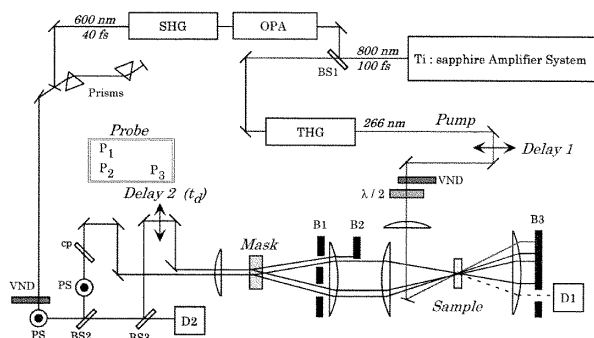 600 nm
40 fs
SHG
OPA
800 nm
100 fs
Ti : sapphire Amplifier System
BS1
Prisms
THG
266 nm
Pump
Delay 1
Probe
P1
P2
P3
VND
λ / 2
Delay 2 (td)
B1
B2
B3
Mask
cp
PS
VND
Sample
D1
PS
BS2
BS3
D2